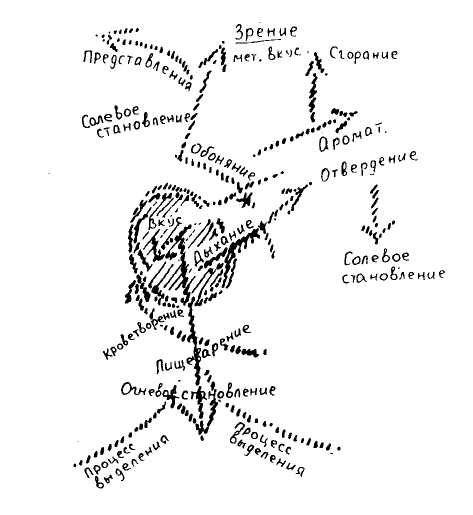 Зрение
мет. вкус.
Сгорание
Представления
Солевое
становление
Обоняние
Аромат.
Отвердение
Вкус
Дыхание
Солевое
становление
Кроветворение
Пищеварение
Огневое становление
Процесс
выделения
Процесс
выделения